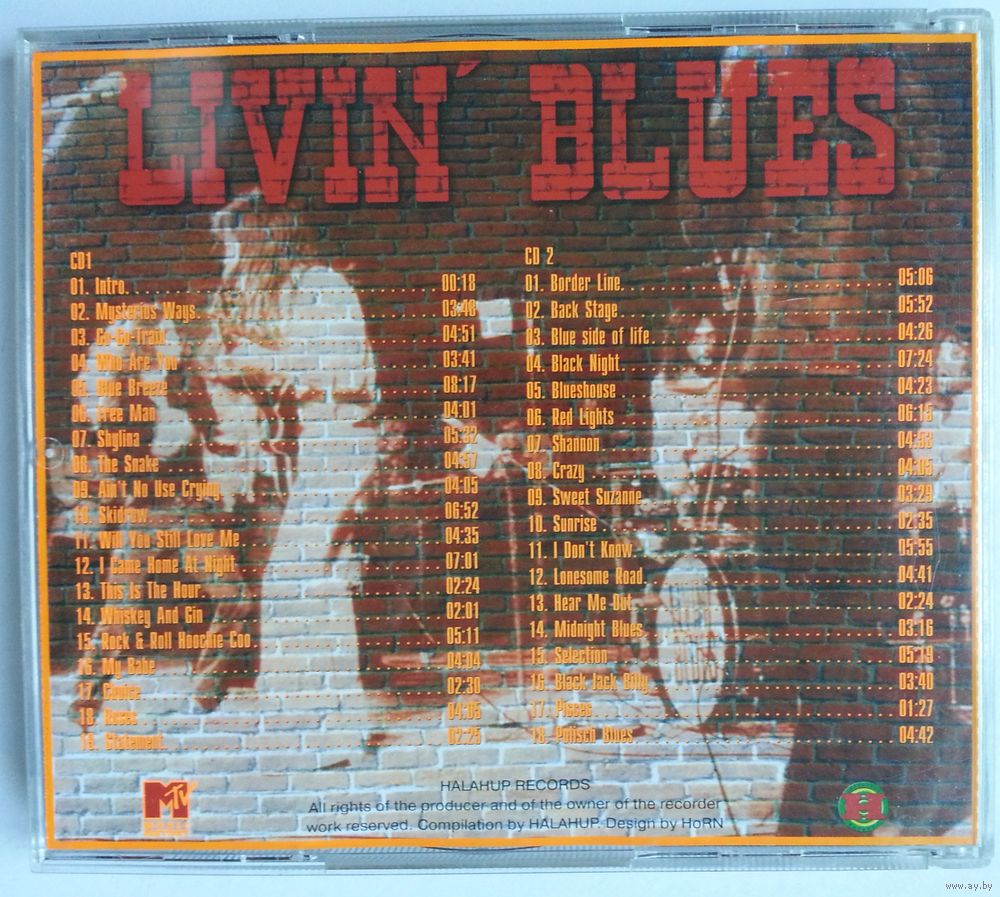 LIVIN' BLUES
CD1
01. Intro 00:18
02. Mysterius Ways 03:48
03. Go-Go-Train 04:51
04. Who Are You 03:41
05. Blue Breeze 08:17
06. Free Man 04:01
07. Shylina 05:32
08. The Snake 04:37
09. Ain't No Use Crying 04:05
10. Skidrow 06:52
11. Will You Still Love Me 04:35
12. I Came Home At Night 07:01
13. This Is The Hour 02:24
14. Whiskey And Gin 02:01
15. Rock & Roll Hoochie Coo 05:11
16. My Babe 04:04
17. Choice 02:30
18. Roses 04:05
19. Statement 02:25
CD 2
01. Border Line 05:06
02. Back Stage 05:52
03. Blue side of life 04:26
04. Black Night 07:24
05. Blueshouse 04:23
06. Red Lights 06:15
07. Shannon 04:53
08. Crazy 04:05
09. Sweet Suzanne 03:29
10. Sunrise 02:35
11. I Don't Know 05:55
12. Lonesome Road 04:41
13. Hear Me Out 02:24
14. Midnight Blues 03:16
15. Selection 05:19
16. Black Jack Billy 03:40
17. Pisces 01:27
18. Pofisco Blues 04:42
BLUES
MTV
MUSIC TELEVISION
HALAHUP RECORDS
All rights of the producer and of the owner of the recorder
work reserved. Compilation by HALAHUP. Design by HoRN
H
www.ay.by